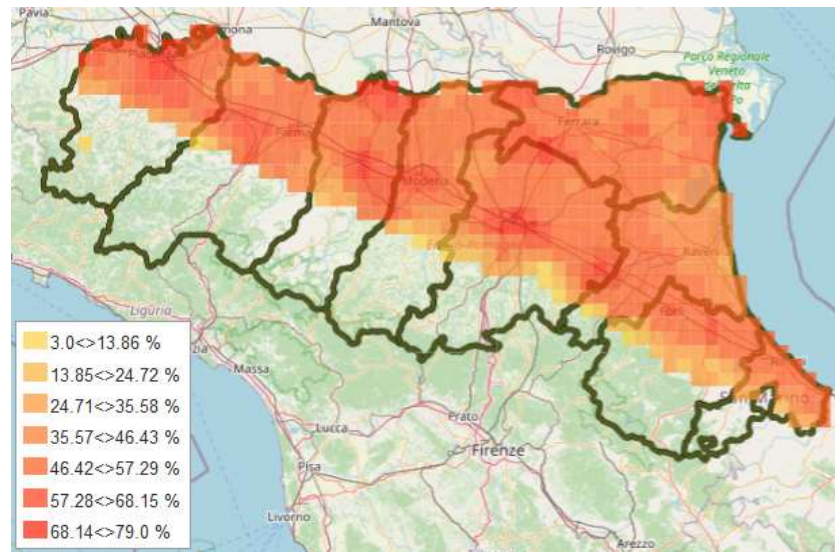 Pavia
Mantova
Rovigo
Parco Regionale
Veneto
Ferrara
Parma
Modena
Liguria
Massa
Lucca
Pisa
Livorno
Prato
Firenze
Arezzo
3.0<>13.86 %
13.85<>24.72 %
24.71<>35.58 %
35.57<>46.43 %
46.42<>57.29 %
57.28<>68.15 %
68.14<>79.0 %